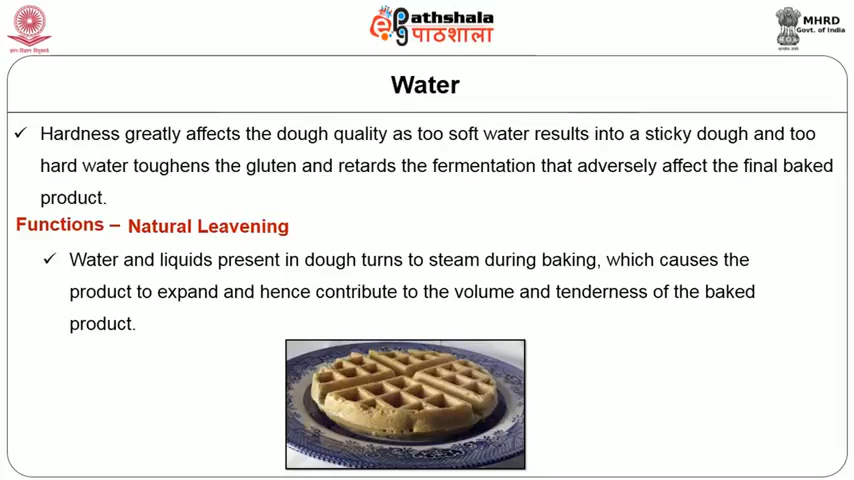 ePgPathshala
पाठशाला
MHRD
Govt. of India
Water
✓ Hardness greatly affects the dough quality as too soft water results into a sticky dough and too
hard water toughens the gluten and retards the fermentation that adversely affect the final baked
product.
Functions – Natural Leavening
✓ Water and liquids present in dough turns to steam during baking, which causes the
product to expand and hence contribute to the volume and tenderness of the baked
product.